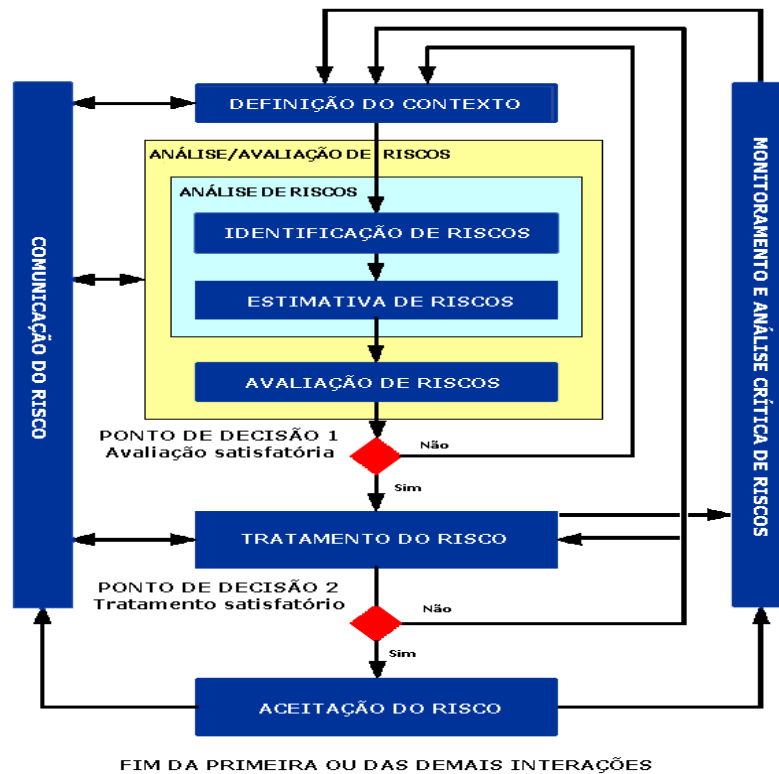 DEFINIÇÃO DO CONTEXTO
ANÁLISE/AVALIAÇÃO DE RISCOS
ANÁLISE DE RISCOS
IDENTIFICAÇÃO DE RISCOS
ESTIMATIVA DE RISCOS
AVALIAÇÃO DE RISCOS
PONTO DE DECISÃO 1
Avaliação satisfatória
Não
Sim
TRATAMENTO DO RISCO
PONTO DE DECISÃO 2
Tratamento satisfatório
Não
Sim
ACEITAÇÃO DO RISCO
COMUNICAÇÃO DO RISCO
MONITORAMENTO E ANÁLISE CRÍTICA DE RISCOS
FIM DA PRIMEIRA OU DAS DEMAIS INTERAÇÕES